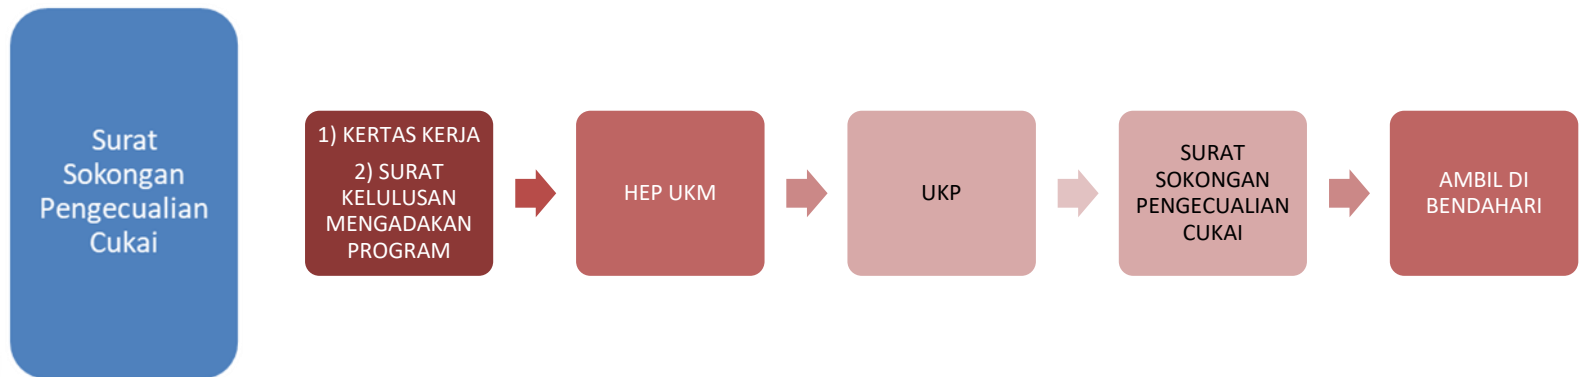 Surat
Sokongan
Pengecualian
Cukai
1) KERTAS KERJA
2) SURAT
KELULUSAN
MENGADAKAN
PROGRAM
HEP UKM
UKP
SURAT
SOKONGAN
PENGECUALIAN
CUKAI
AMBIL DI
BENDAHARI